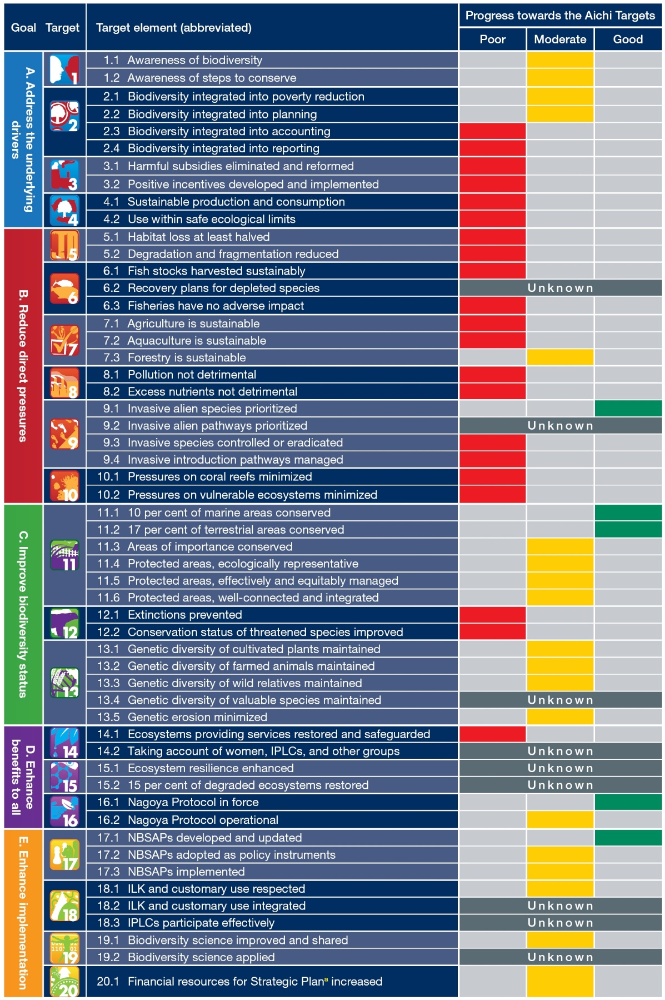 Goal Target Target element (abbreviated) Progress towards the Aichi Targets
Poor Moderate Good
A. Address the underlying
drivers
1
1.1 Awareness of biodiversity
1.2 Awareness of steps to conserve
2
2.1 Biodiversity integrated into poverty reduction
2.2 Biodiversity integrated into planning
2.3 Biodiversity integrated into accounting
2.4 Biodiversity integrated into reporting
3
3.1 Harmful subsidies eliminated and reformed
3.2 Positive incentives developed and implemented
4
4.1 Sustainable production and consumption
4.2 Use within safe ecological limits
B. Reduce direct pressures
5
5.1 Habitat loss at least halved
5.2 Degradation and fragmentation reduced
6
6.1 Fish stocks harvested sustainably
6.2 Recovery plans for depleted species Unknown
6.3 Fisheries have no adverse impact
7
7.1 Agriculture is sustainable
7.2 Aquaculture is sustainable
7.3 Forestry is sustainable
8
8.1 Pollution not detrimental
8.2 Excess nutrients not detrimental
9
9.1 Invasive alien species prioritized
9.2 Invasive alien pathways prioritized Unknown
9.3 Invasive species controlled or eradicated
9.4 Invasive introduction pathways managed
10
10.1 Pressures on coral reefs minimized
10.2 Pressures on vulnerable ecosystems minimized
C. Improve biodiversity status
11
11.1 10 per cent of marine areas conserved
11.2 17 per cent of terrestrial areas conserved
11.3 Areas of importance conserved
11.4 Protected areas, ecologically representative
11.5 Protected areas, effectively and equitably managed
11.6 Protected areas, well-connected and integrated
12
12.1 Extinctions prevented
12.2 Conservation status of threatened species improved
13
13.1 Genetic diversity of cultivated plants maintained
13.2 Genetic diversity of farmed animals maintained
13.3 Genetic diversity of wild relatives maintained
13.4 Genetic diversity of valuable species maintained Unknown
13.5 Genetic erosion minimized
D. Enhance
benefits to all
14
14.1 Ecosystems providing services restored and safeguarded
14.2 Taking account of women, IPLCs, and other groups Unknown
15
15.1 Ecosystem resilience enhanced Unknown
15.2 15 per cent of degraded ecosystems restored Unknown
16
16.1 Nagoya Protocol in force
16.2 Nagoya Protocol operational
E. Enhance implementation
17
17.1 NBSAPs developed and updated
17.2 NBSAPs adopted as policy instruments
17.3 NBSAPs implemented
18
18.1 ILK and customary use respected
18.2 ILK and customary use integrated Unknown
18.3 IPLCs participate effectively Unknown
19
19.1 Biodiversity science improved and shared
19.2 Biodiversity science applied Unknown
20
20.1 Financial resources for Strategic Planª increased